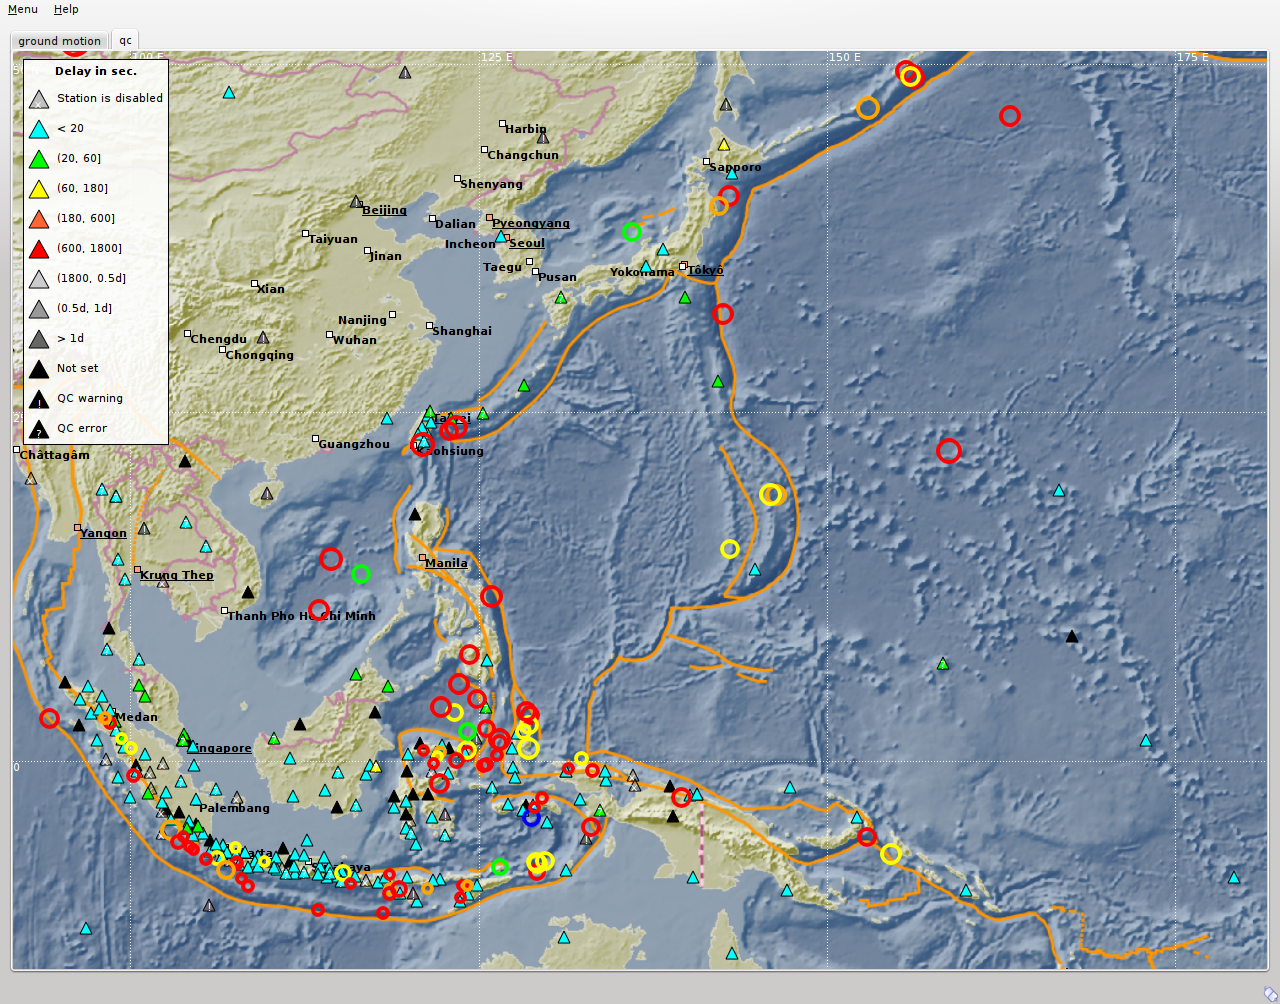 Menu Help
ground motion qc
100 E 125 E 150 E 175 E
Delay in sec.
Station is disabled
< 20
(20, 60]
(60, 180]
(180, 600]
(600, 1800]
(1800, 0.5d]
(0.5d, 1d]
> 1d
Not set
! QC warning
? QC error
Harbin
Changchun
Sapporo
Shenyang
Beijing
Dalian
Pyeongyang
Taiyuan
Incheon
Seoul
Jinan
Taegu
Pusan
Yokohama
Tôkyô
Xian
Nanjing
Shanghai
Chengdu
Wuhan
Chongqing
Taipei
Guangzhou
Kaohsiung
Chattagam
Yangon
Manila
Krung Thep
Thanh Pho Ho Chi Minh
Medan
Singapore
0
Palembang